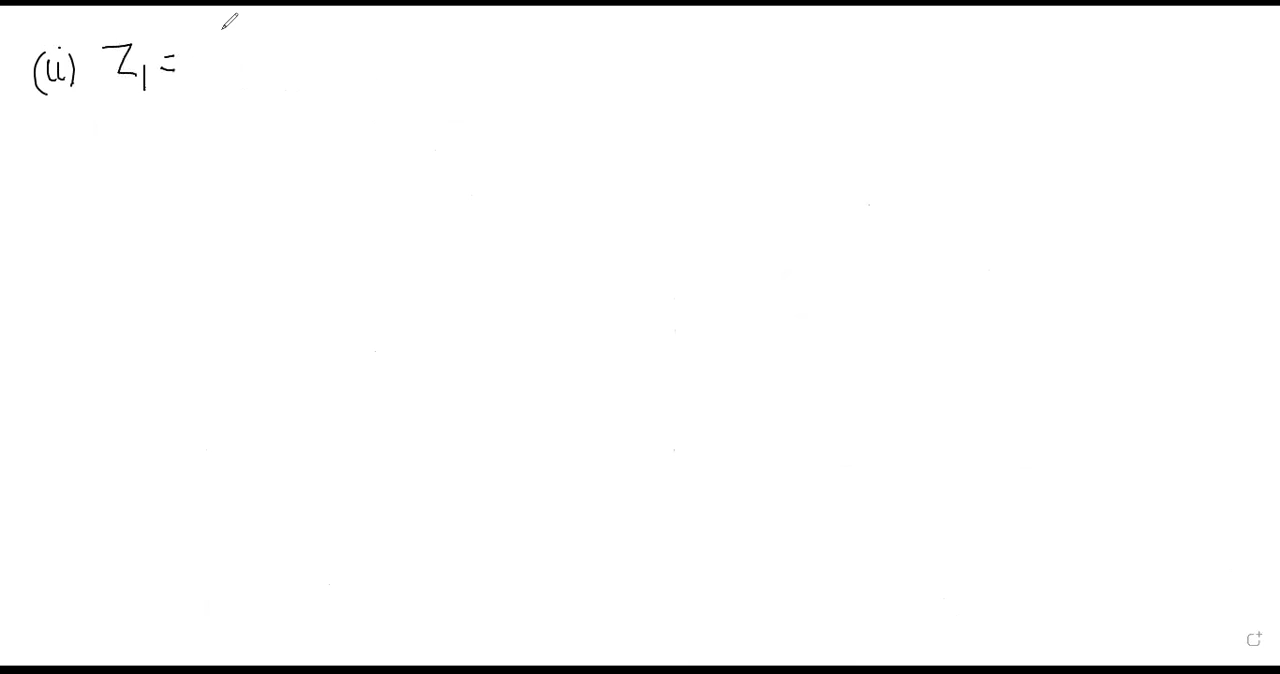 (ii) Z₁ =